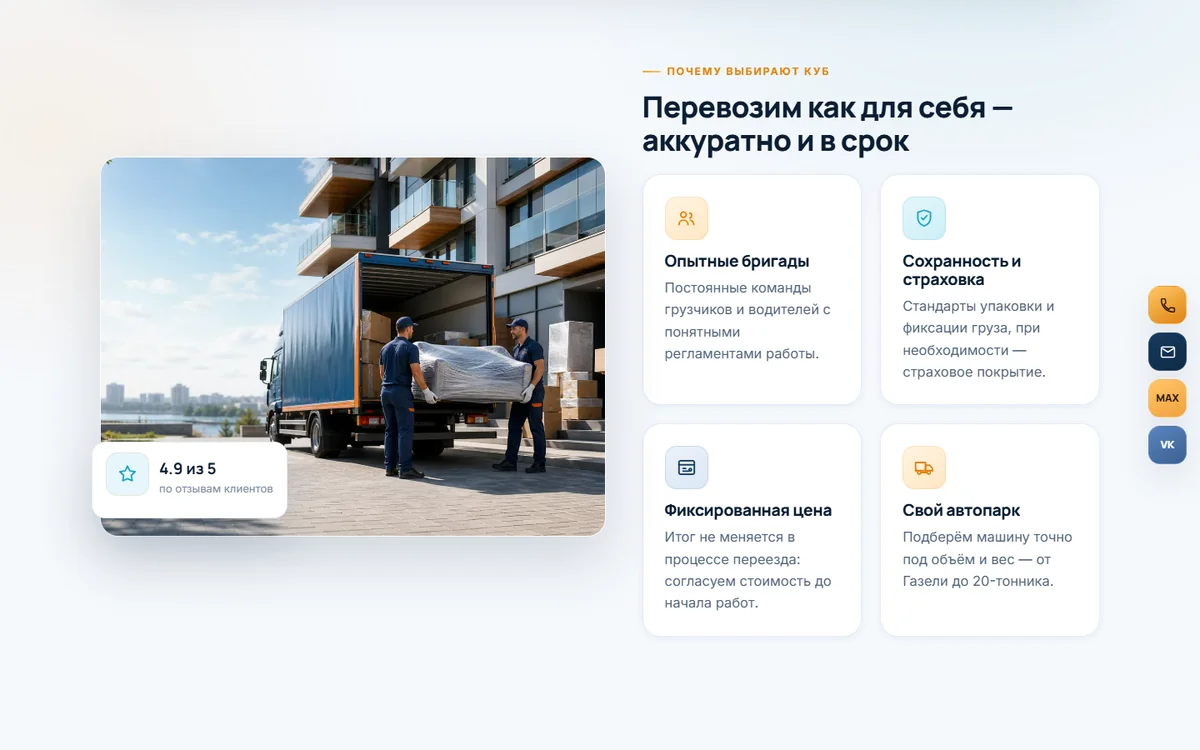 ПОЧЕМУ ВЫБИРАЮТ КУБ
Перевозим как для себя —
аккуратно и в срок
Опытные бригады
Постоянные команды
грузчиков и водителей с
понятными
регламентами работы.
Сохранность и
страховка
Стандарты упаковки и
фиксации груза, при
необходимости —
страховое покрытие.
4.9 из 5
по отзывам клиентов
Фиксированная цена
Итог не меняется в
процессе переезда:
согласуем стоимость до
начала работ.
Свой автопарк
Подберём машину точно
под объём и вес — от
Газели до 20-тонника.
MAX
VK